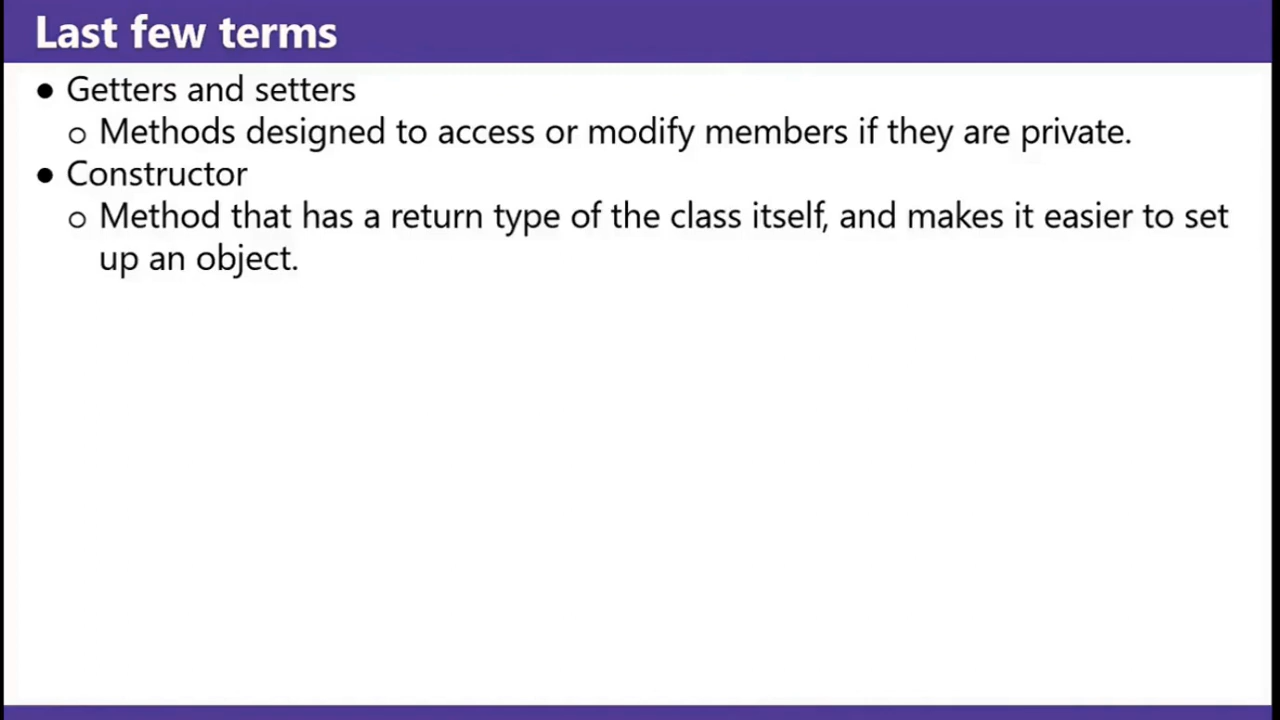 Last few terms
● Getters and setters
o Methods designed to access or modify members if they are private.
● Constructor
o Method that has a return type of the class itself, and makes it easier to set
up an object.